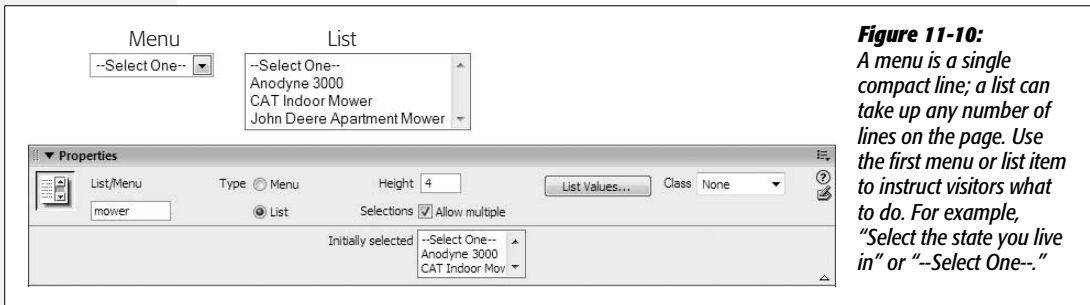 Menu
--Select One--
List
--Select One--
Anodyne 3000
CAT Indoor Mower
John Deere Apartment Mower
Properties
List/Menu
mower
Type Menu
List
Height 4
Selections Allow multiple
List Values...
Class None
Initially selected
--Select One--
Anodyne 3000
CAT Indoor Mov
Figure 11-10:
A menu is a single
compact line; a list can
take up any number of
lines on the page. Use
the first menu or list item
to instruct visitors what
to do. For example,
“Select the state you live
in” or “--Select One--.”